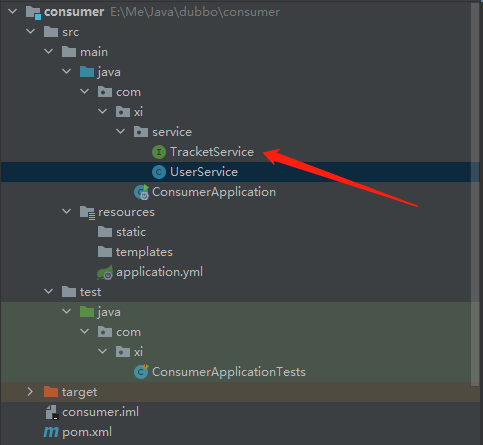 consumer E:\Me\Java\dubbo\consumer
src
main
java
com
xi
service
TracketService
UserService
ConsumerApplication
resources
static
templates
application.yml
test
java
com
xi
ConsumerApplicationTests
target
consumer.iml
pom.xml